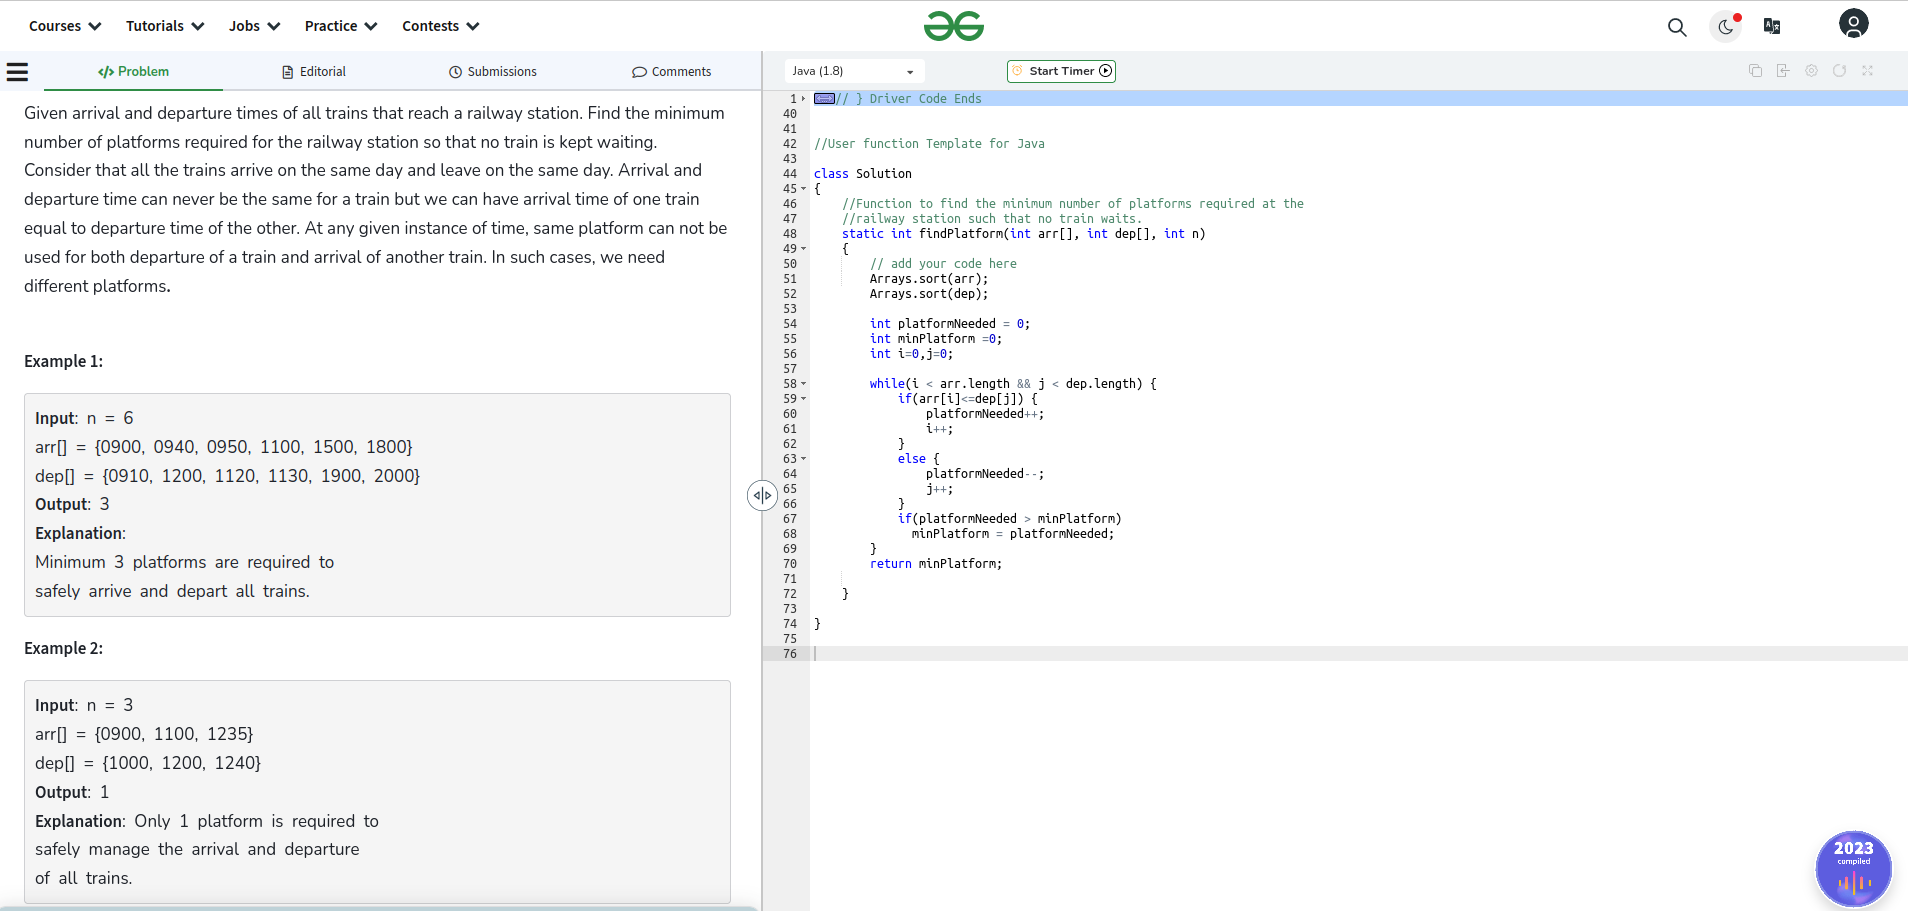 Courses Tutorials Jobs Practice Contests
Problem Editorial Submissions Comments
Given arrival and departure times of all trains that reach a railway station. Find the minimum
number of platforms required for the railway station so that no train is kept waiting.
Consider that all the trains arrive on the same day and leave on the same day. Arrival and
departure time can never be the same for a train but we can have arrival time of one train
equal to departure time of the other. At any given instance of time, same platform can not be
used for both departure of a train and arrival of another train. In such cases, we need
different platforms.
Example 1:
Input: n = 6
arr[] = {0900, 0940, 0950, 1100, 1500, 1800}
dep[] = {0910, 1200, 1120, 1130, 1900, 2000}
Output: 3
Explanation:
Minimum 3 platforms are required to
safely arrive and depart all trains.
Example 2:
Input: n = 3
arr[] = {0900, 1100, 1235}
dep[] = {1000, 1200, 1240}
Output: 1
Explanation: Only 1 platform is required to
safely manage the arrival and departure
of all trains.
Java (1.8) Start Timer
1 // } Driver Code Ends
40
41
42 //User function Template for Java
43
44 class Solution
45 {
46 //Function to find the minimum number of platforms required at the
47 //railway station such that no train waits.
48 static int findPlatform(int arr[], int dep[], int n)
49 {
50 // add your code here
51 Arrays.sort(arr);
52 Arrays.sort(dep);
53
54 int platformNeeded = 0;
55 int minPlatform =0;
56 int i=0,j=0;
57
58 while(i < arr.length && j < dep.length) {
59 if(arr[i]<=dep[j]) {
60 platformNeeded++;
61 i++;
62 }
63 else {
64 platformNeeded--;
65 j++;
66 }
67 if(platformNeeded > minPlatform)
68 minPlatform = platformNeeded;
69 }
70 return minPlatform;
71
72 }
73
74 }
75
76
2023
compiled